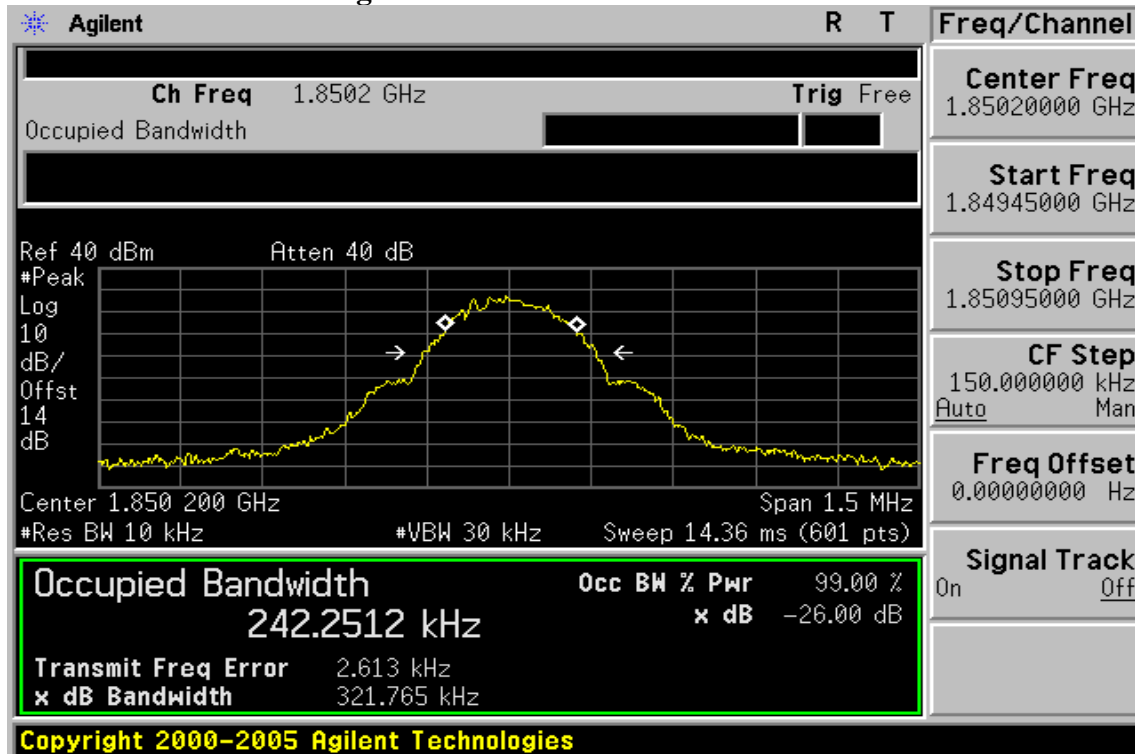 Agilent R T Freq/Channel
Ch Freq 1.8502 GHz Trig Free
Occupied Bandwidth
Center Freq
1.85020000 GHz
Start Freq
1.84945000 GHz
Stop Freq
1.85095000 GHz
CF Step
150.000000 kHz
Auto Man
Freq Offset
0.00000000 Hz
Signal Track
On Off
Ref 40 dBm Atten 40 dB
#Peak
Log
10
dB/
Offst
14
dB
Center 1.850 200 GHz Span 1.5 MHz
#Res BW 10 kHz #VBW 30 kHz Sweep 14.36 ms (601 pts)
Occupied Bandwidth
242.2512 kHz
Occ BW % Pwr 99.00 %
x dB -26.00 dB
Transmit Freq Error 2.613 kHz
x dB Bandwidth 321.765 kHz
Copyright 2000-2005 Agilent Technologies